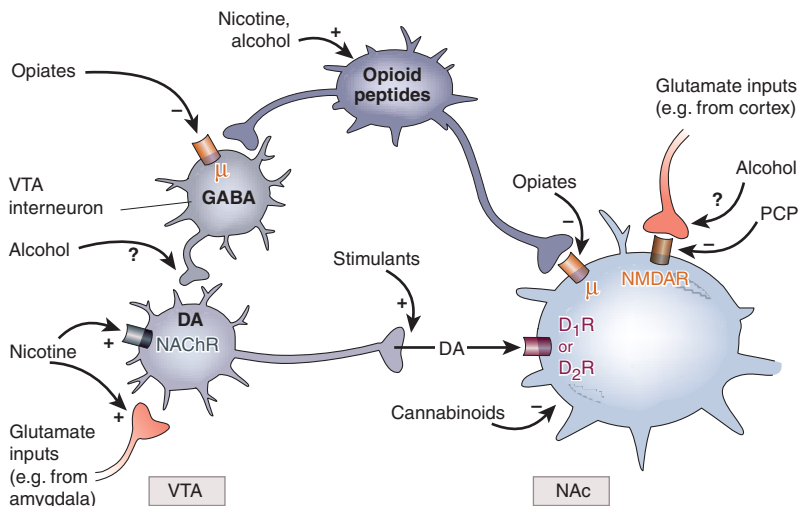 Nicotine,
alcohol
+
Opioid
peptides
Opiates
–
μ
GABA
VTA
interneuron
Alcohol
?
DA
NAChR
Nicotine
+
+
Glutamate
inputs
(e.g. from
amygdala)
VTA
Stimulants
+
DA
Cannabinoids
–
Opiates
–
μ
D₁R
or
D₂R
NMDAR
Glutamate inputs
(e.g. from cortex)
Alcohol
?
PCP
–
NAc